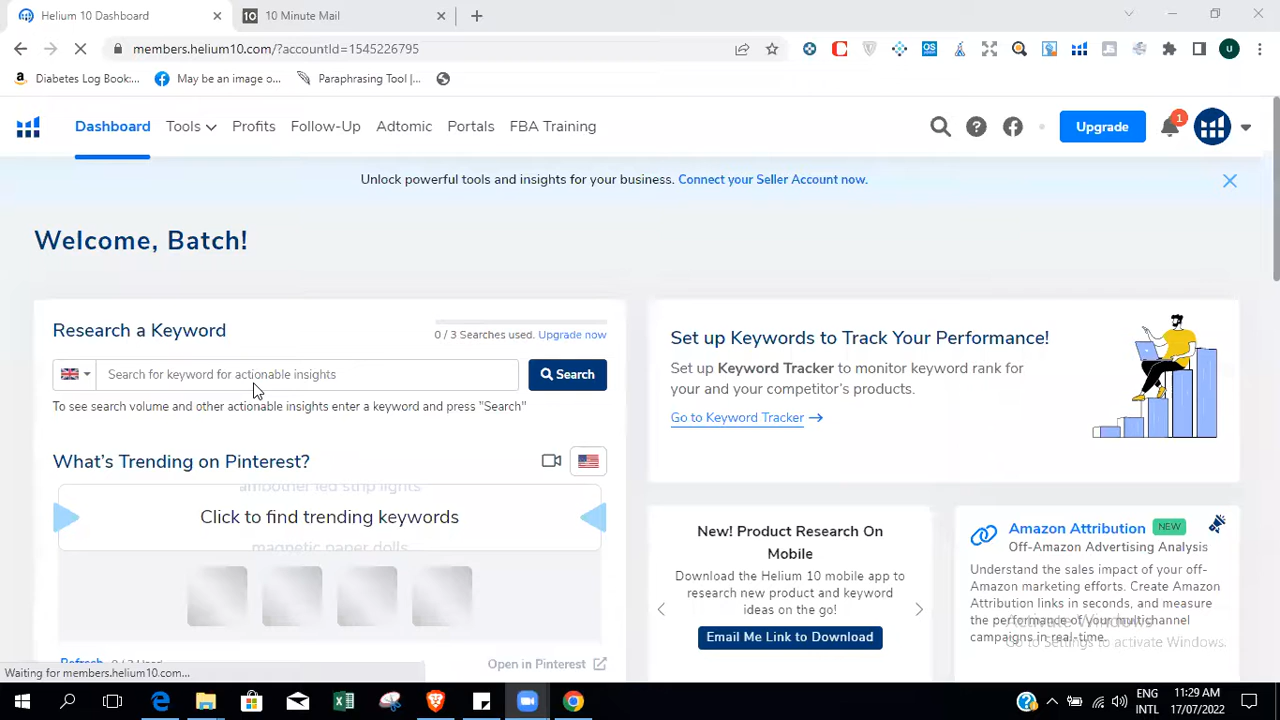 Helium 10 Dashboard
10 10 Minute Mail
members.helium10.com/?accountId=1545226795
Diabetes Log Book:...
May be an image o...
Paraphrasing Tool |...
Dashboard
Tools
Profits
Follow-Up
Adtomic
Portals
FBA Training
Upgrade
1
Unlock powerful tools and insights for your business. Connect your Seller Account now.
Welcome, Batch!
Research a Keyword
0 / 3 Searches used. Upgrade now
Search for keyword for actionable insights
Search
To see search volume and other actionable insights enter a keyword and press "Search"
What's Trending on Pinterest?
Click to find trending keywords
magnetic paper dolls
Refresh
Open in Pinterest
Set up Keywords to Track Your Performance!
Set up Keyword Tracker to monitor keyword rank for
your and your competitor's products.
Go to Keyword Tracker
New! Product Research On
Mobile
Download the Helium 10 mobile app to
research new product and keyword
ideas on the go!
Email Me Link to Download
Amazon Attribution NEW
Off-Amazon Advertising Analysis
Understand the sales impact of your off-
Amazon marketing efforts. Create Amazon
Attribution links in seconds, and measure
the performance of your multichannel
campaigns in real-time.
Activate Windows
Go to Settings to activate Windows.
Waiting for members.helium10.com...
ENG
INTL
11:29 AM
17/07/2022